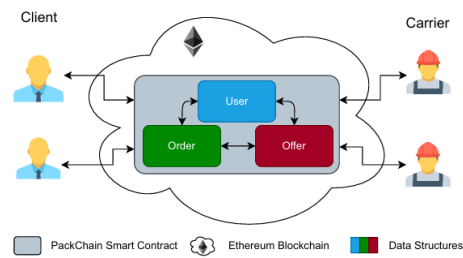 Client
Carrier
User
Order
Offer
PackChain Smart Contract
Ethereum Blockchain
Data Structures